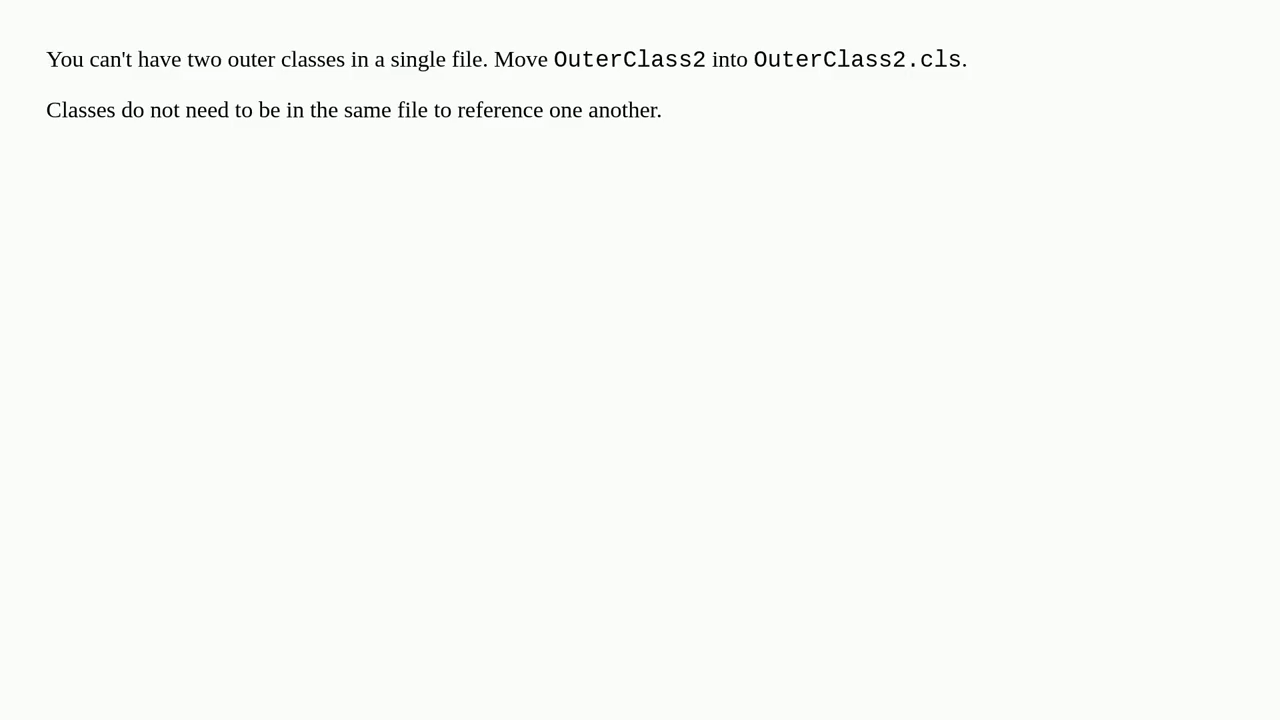 You can't have two outer classes in a single file. Move OuterClass2 into OuterClass2.cls.
Classes do not need to be in the same file to reference one another.